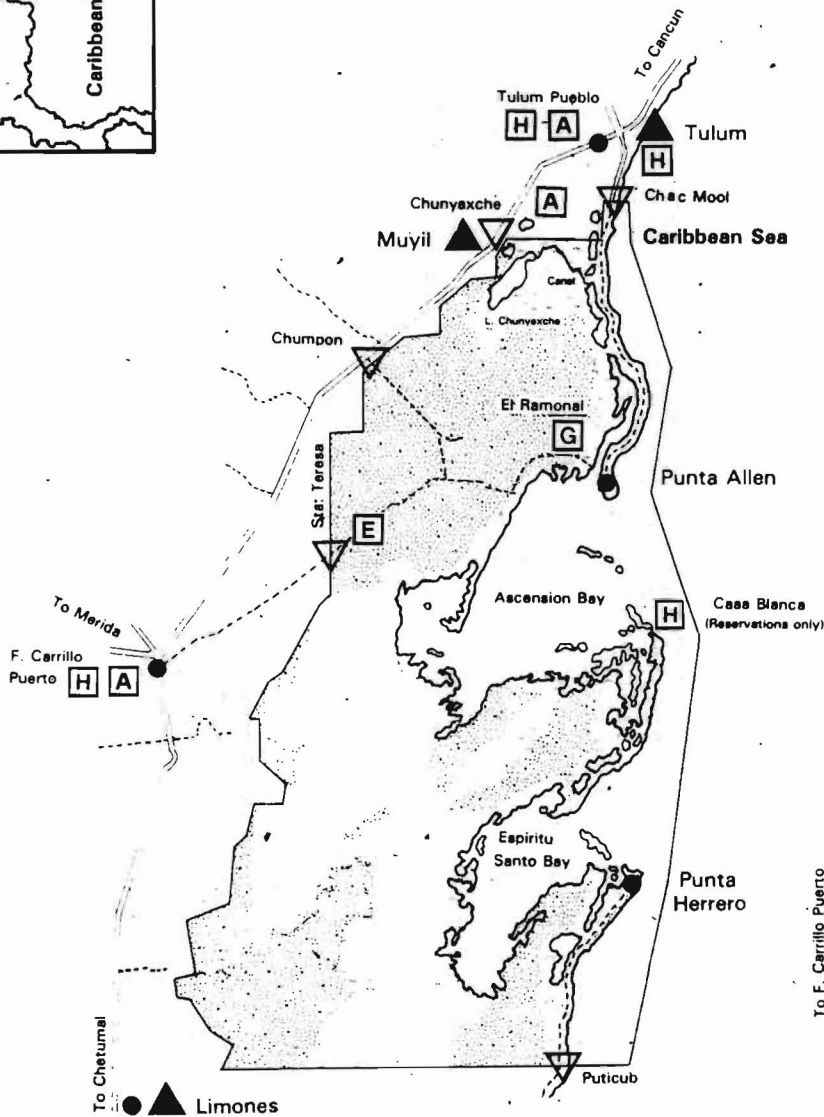 Caribbean
To Cancun
Tulum Pueblo
H A
Tulum
H
Chac Mool
Chunyaxche
A
Muyil
Caribbean Sea
Canal
L. Chunyaxche
Chumpon
El Ramonal
G
Punta Allen
Sta. Teresa
E
Ascension Bay
H
Casa Blanca
(Reservations only)
To Merida
F. Carrillo
Puerto H A
Espiritu
Santo Bay
Punta
Herrero
To F. Carrillo Puerto
To Chetumal
Limones
Puticub